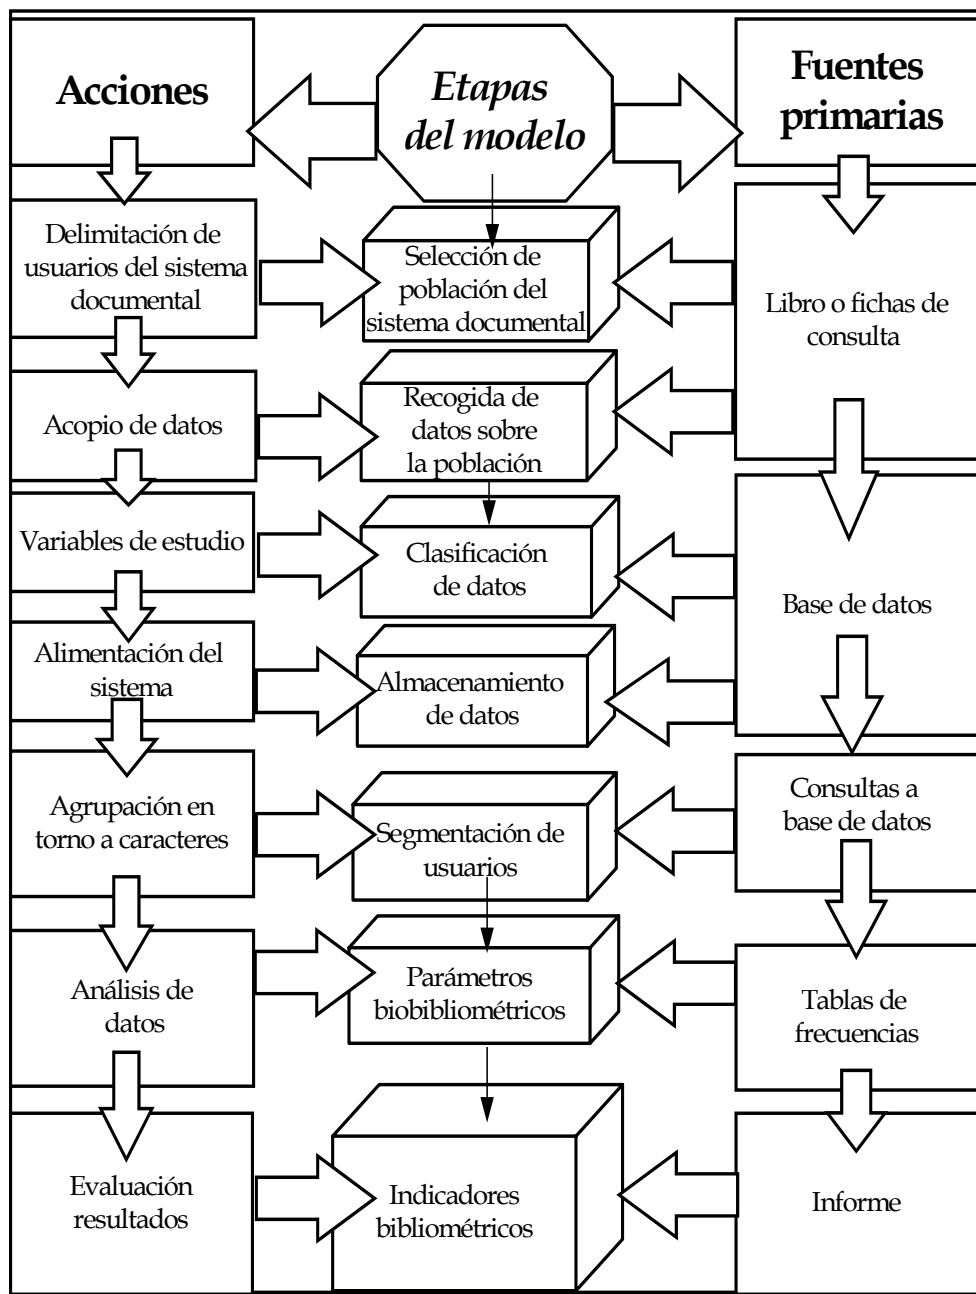 Acciones
Etapas
del modelo
Fuentes
primarias
Delimitación de
usuarios del sistema
documental
Selección de
población del
sistema documental
Libro o fichas de
consulta
Acopio de datos
Recogida de
datos sobre
la población
Variables de estudio
Clasificación
de datos
Base de datos
Alimentación del
sistema
Almacenamiento
de datos
Agrupación en
torno a caracteres
Segmentación de
usuarios
Consultas a
base de datos
Análisis de
datos
Parámetros
biobibliométricos
Tablas de
frecuencias
Evaluación
resultados
Indicadores
bibliométricos
Informe